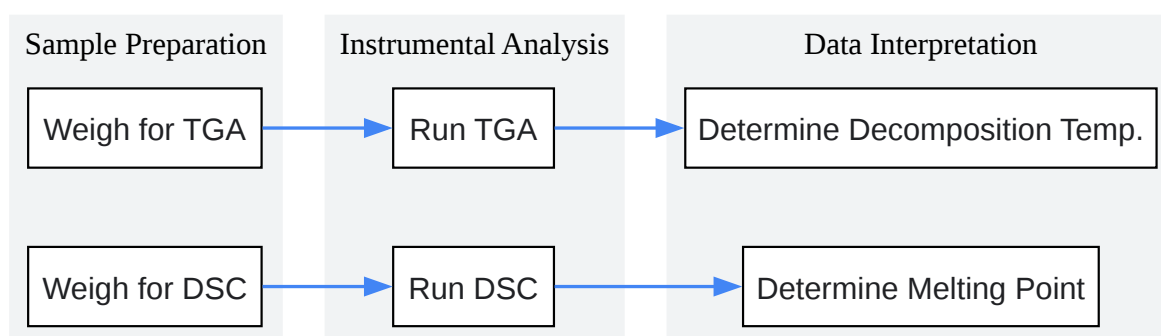 Sample Preparation
Instrumental Analysis
Data Interpretation
Weigh for TGA
Run TGA
Determine Decomposition Temp.
Weigh for DSC
Run DSC
Determine Melting Point